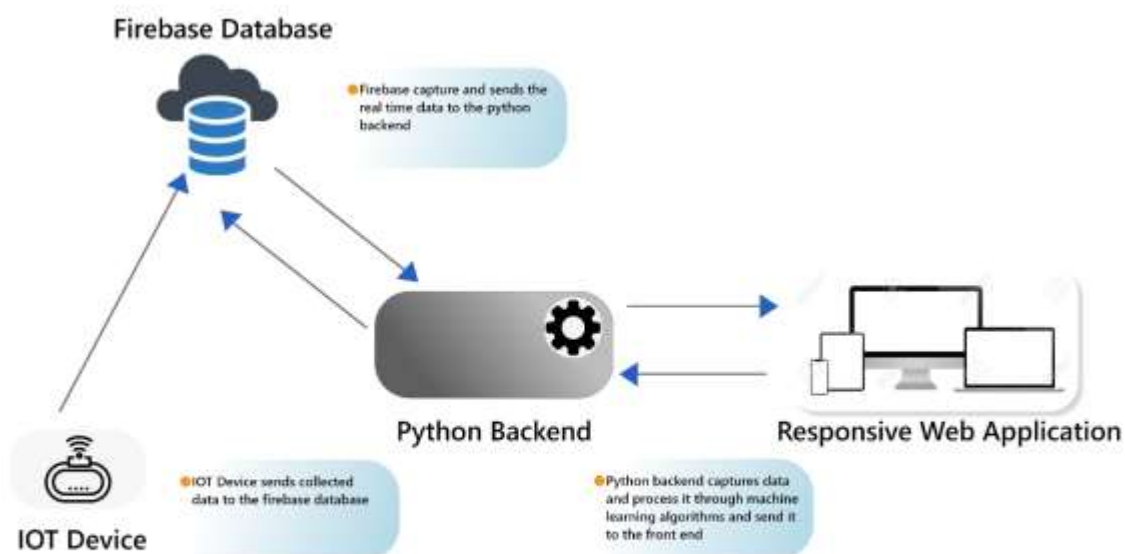 Firebase Database
Firebase capture and sends the
real time data to the python
backend
Python Backend
Responsive Web Application
IOT Device sends collected
data to the firebase database
Python backend captures data
and process it through machine
learning algorithms and send it
to the front end
IOT Device